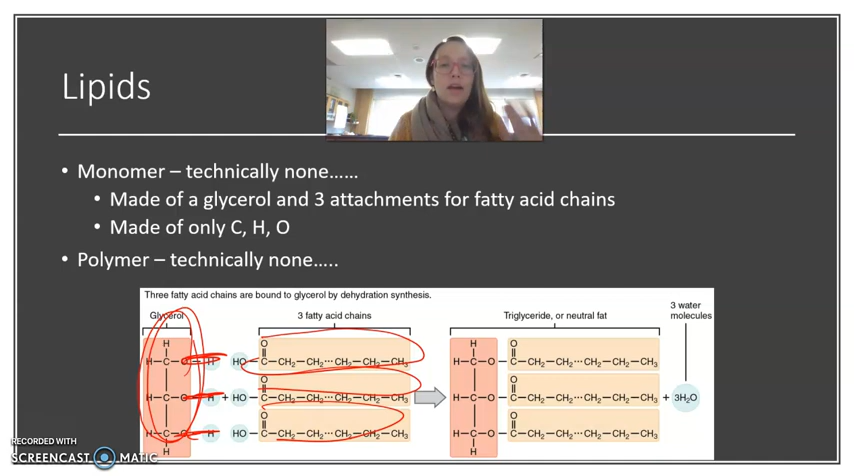 Lipids
• Monomer – technically none……
• Made of a glycerol and 3 attachments for fatty acid chains
• Made of only C, H, O
• Polymer – technically none…..
Three fatty acid chains are bound to glycerol by dehydration synthesis.
3 water
molecules
Glycerol 3 fatty acid chains Triglyceride, or neutral fat
H H
O O
H–C–O–H HO–C–CH2–CH2···CH2–CH2–CH3 H–C–O–C–CH2–CH2···CH2–CH2–CH3
O O
H–C–O–H + HO–C–CH2–CH2···CH2–CH2–CH3 H–C–O–C–CH2–CH2···CH2–CH2–CH3 + 3H2O
O O
H–C–O–H HO–C–CH2–CH2···CH2–CH2–CH3 H–C–O–C–CH2–CH2···CH2–CH2–CH3
H H
RECORDED WITH
SCREENCAST MATIC